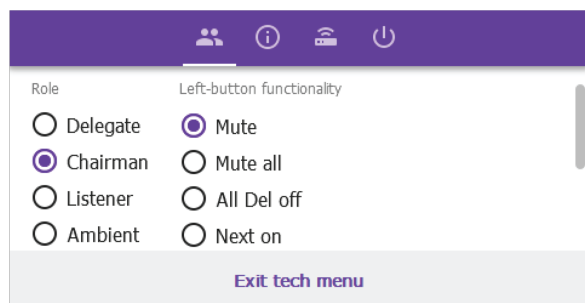 Role
Left-button functionality
Delegate
Mute
Chairman
Mute all
Listener
All Del off
Ambient
Next on
Exit tech menu